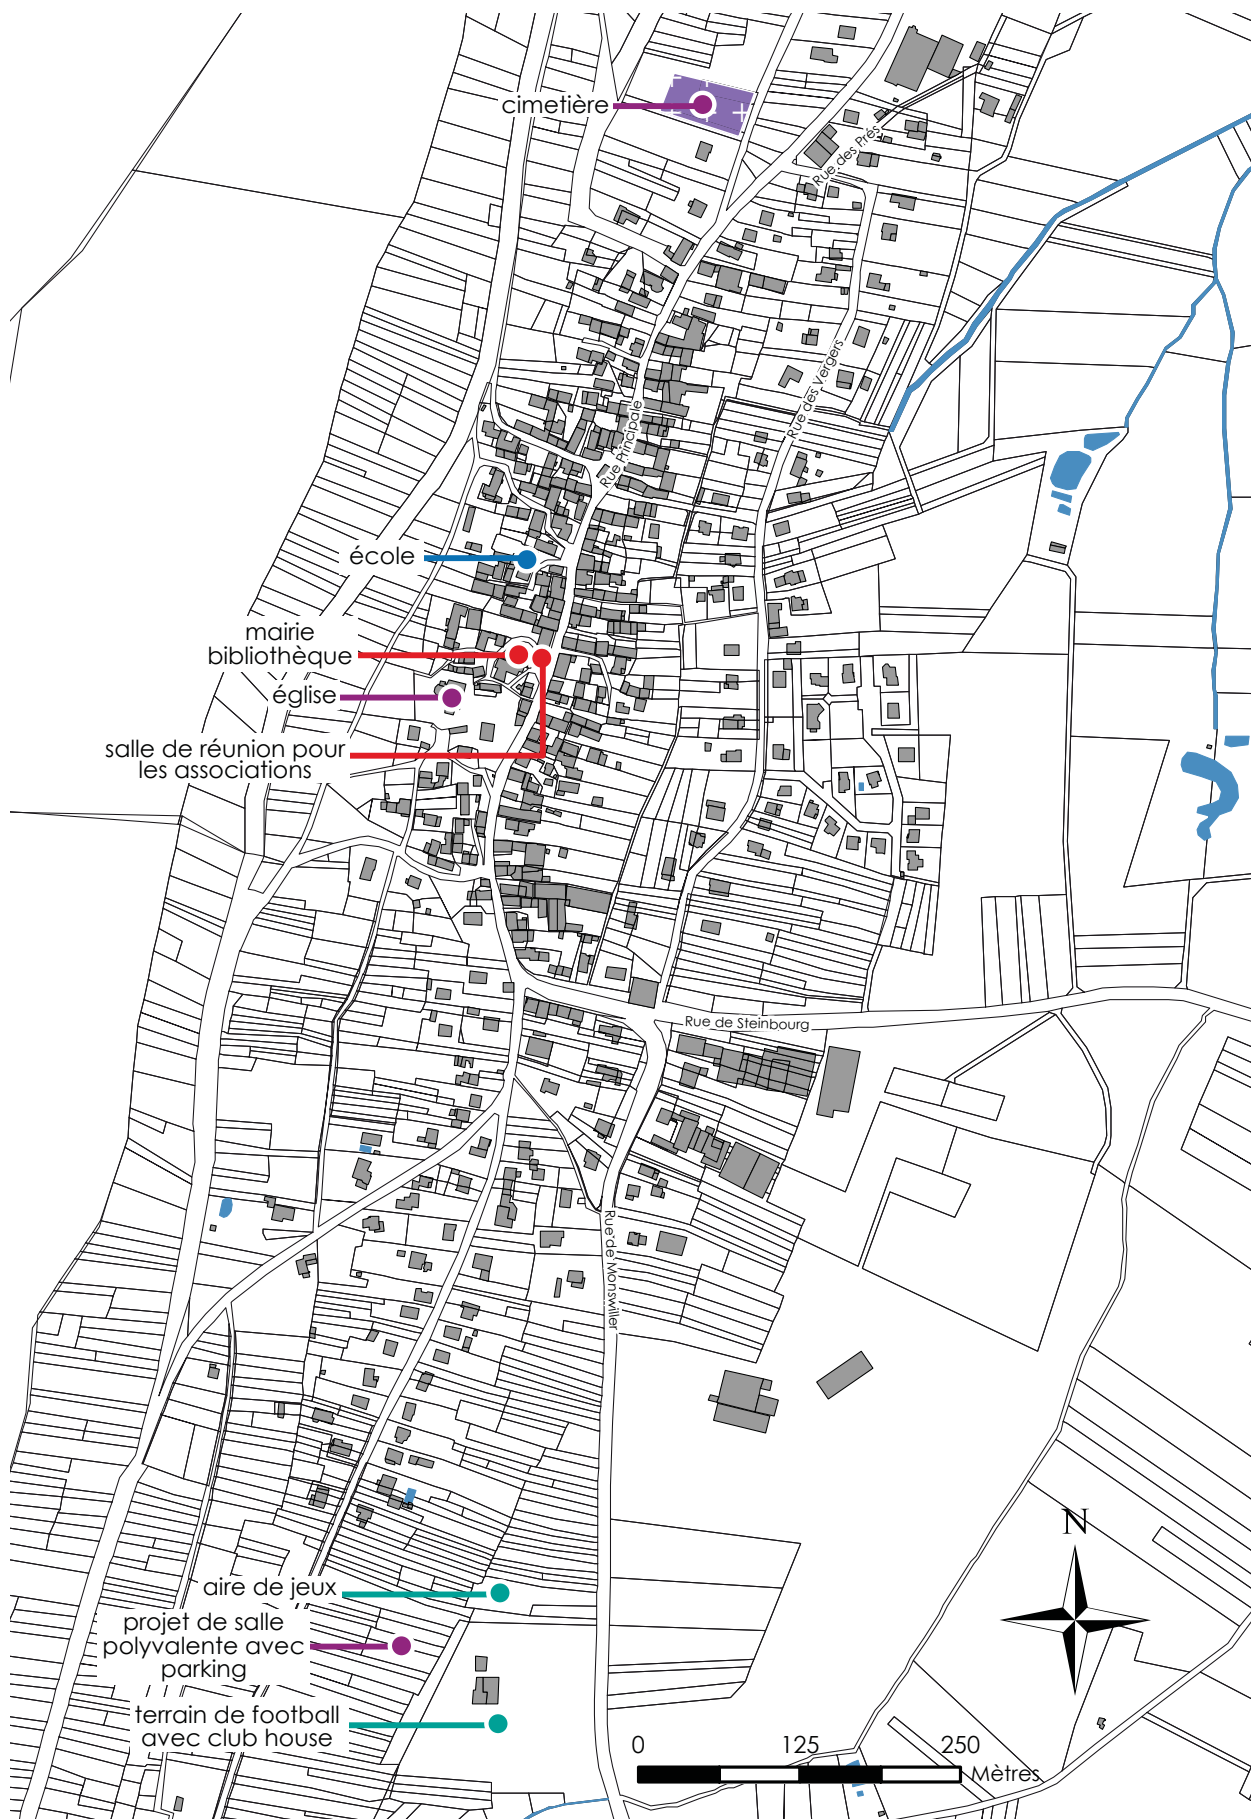 cimetière
Rue des Prés
Rue des Vergers
Rue Principale
école
mairie
bibliothèque
église
salle de réunion pour
les associations
Rue de Steinbourg
Rue de Monswiller
N
aire de jeux
projet de salle
polyvalente avec
parking
terrain de football
avec club house
0 125 250
Mètres